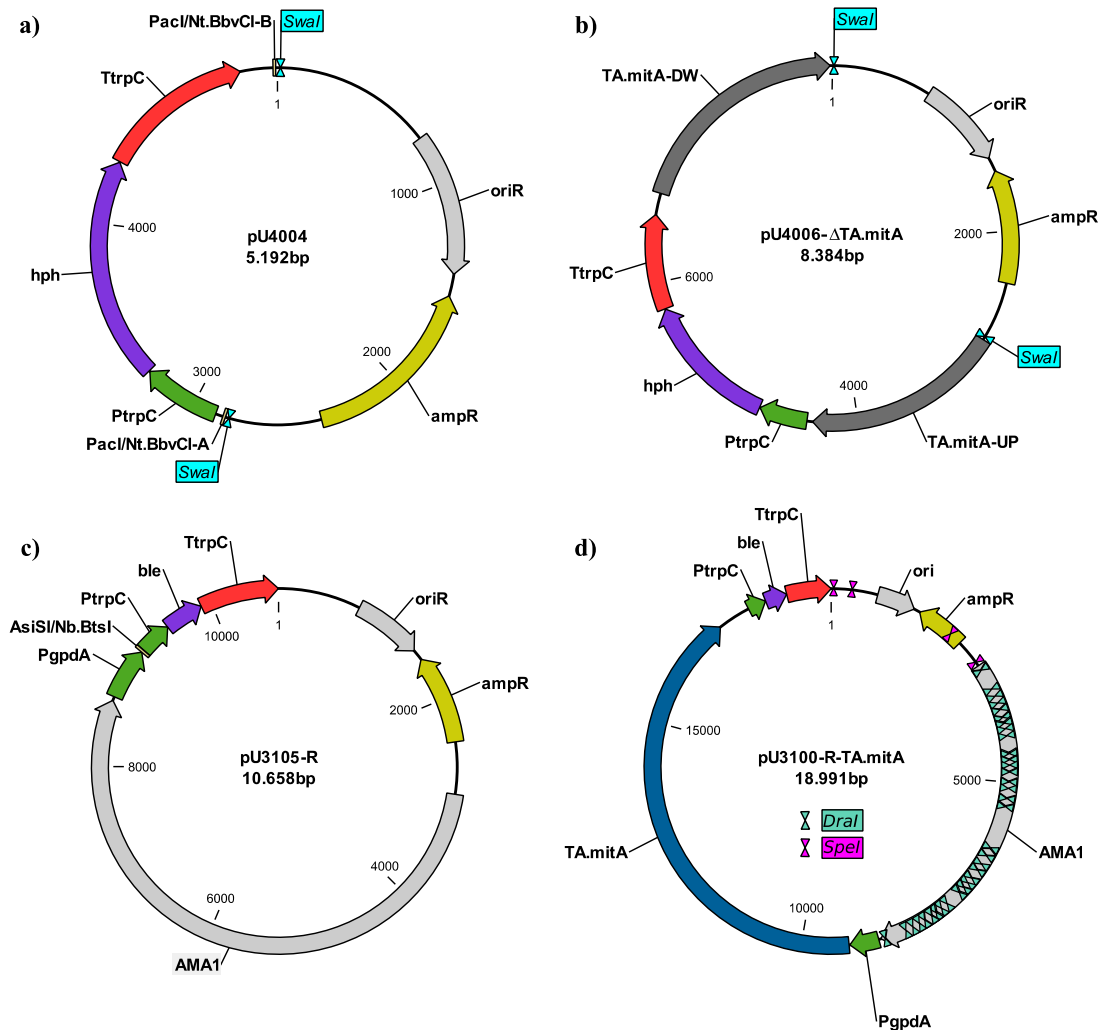 a)
PacI/Nt.BbvCI-B
SwaI
TtrpC
1
oriR
1000
4000
pU4004
5.192bp
hph
2000
3000
PtrpC
ampR
PacI/Nt.BbvCI-A
SwaI
b)
SwaI
TA.mitA-DW
oriR
1
ampR
2000
pU4006-ΔTA.mitA
8.384bp
TtrpC
6000
SwaI
hph
4000
PtrpC
TA.mitA-UP
c)
TtrpC
ble
PtrpC
oriR
AsiSI/Nb.BtsI
10000
1
PgpdA
ampR
2000
pU3105-R
10.658bp
8000
4000
6000
AMA1
d)
TtrpC
ble
PtrpC
ori
ampR
1
15000
pU3100-R-TA.mitA
18.991bp
5000
DraI
SpeI
TA.mitA
AMA1
10000
PgpdA